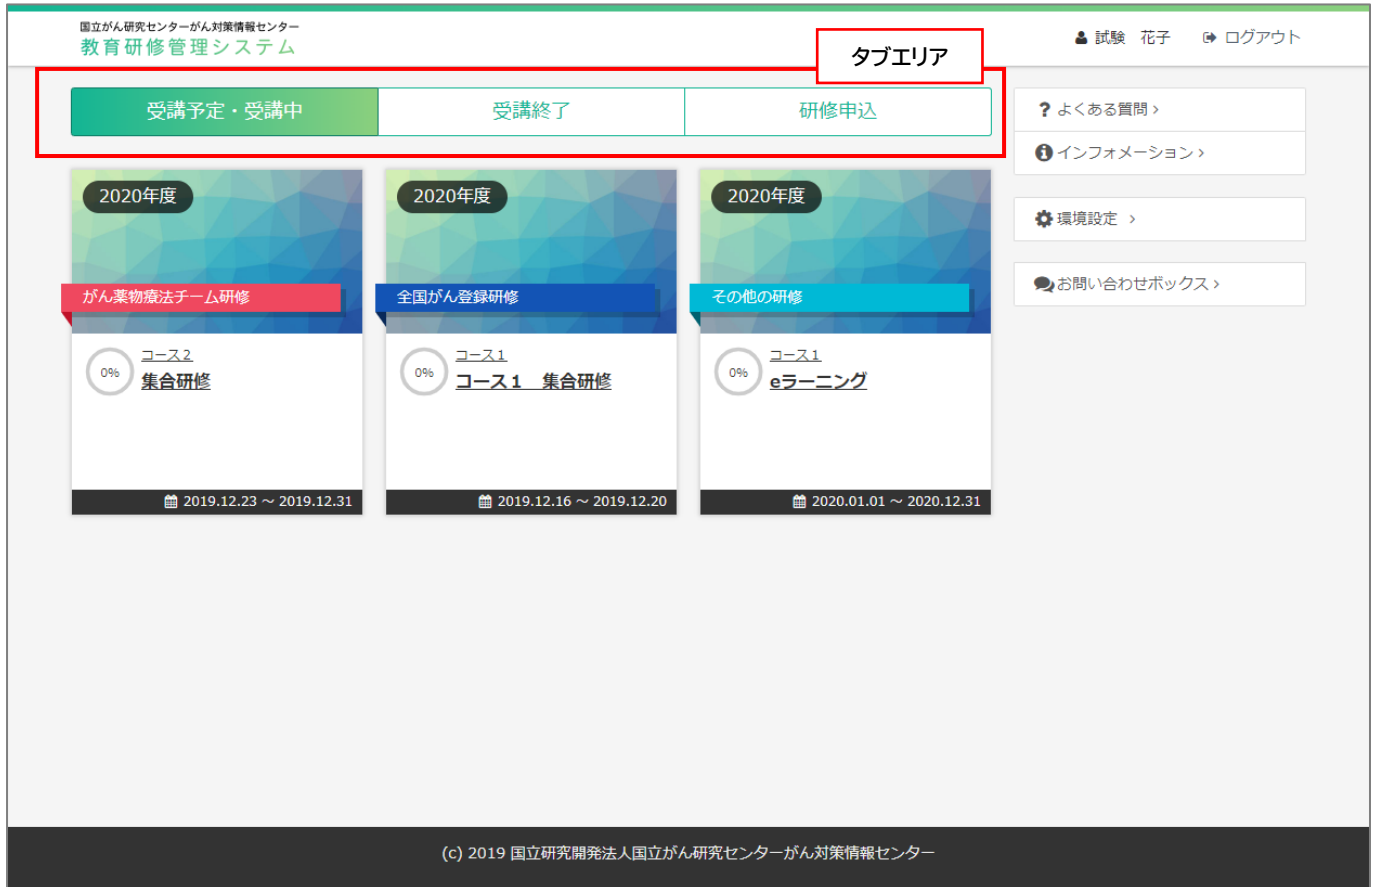 国立がん研究センターがん対策情報センター
教育研修管理システム
試験　花子
ログアウト
タブエリア
受講予定・受講中
受講終了
研修申込
? よくある質問 >
インフォメーション >
環境設定 >
お問い合わせボックス >
2020年度
がん薬物療法チーム研修
0%
コース2
集合研修
2019.12.23 ～ 2019.12.31
2020年度
全国がん登録研修
0%
コース1
コース１　集合研修
2019.12.16 ～ 2019.12.20
2020年度
その他の研修
0%
コース1
eラーニング
2020.01.01 ～ 2020.12.31
(c) 2019 国立研究開発法人国立がん研究センターがん対策情報センター